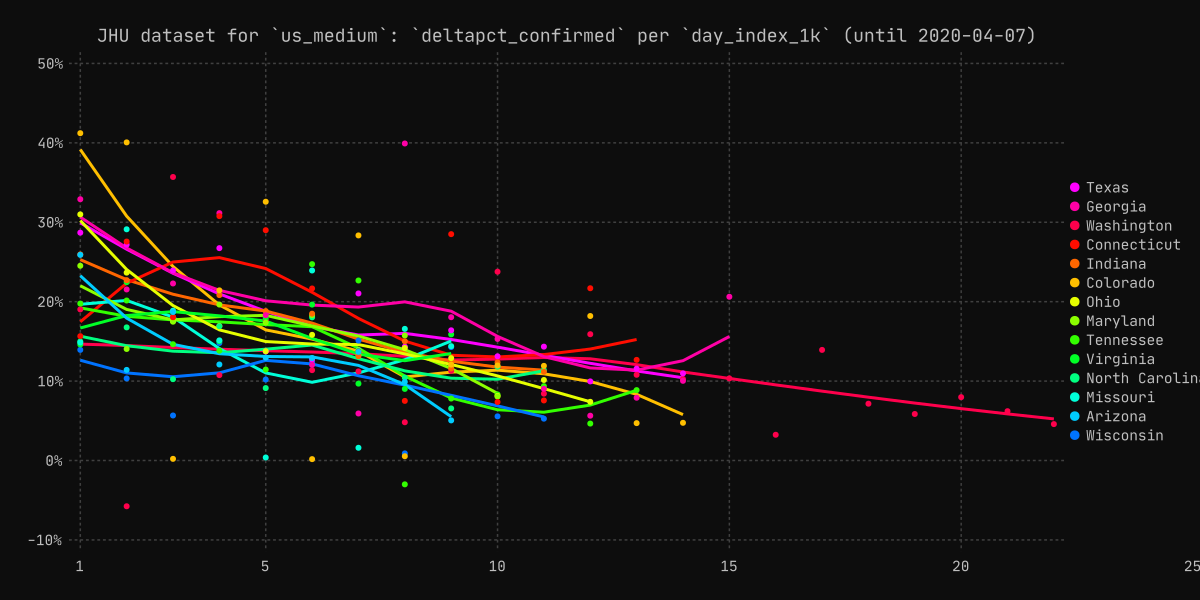 JHU dataset for `us_medium`: `deltapct_confirmed` per `day_index_1k` (until 2020-04-07)
50%
40%
30%
20%
10%
0%
-10%
1
5
10
15
20
25
Texas
Georgia
Washington
Connecticut
Indiana
Colorado
Ohio
Maryland
Tennessee
Virginia
North Carolina
Missouri
Arizona
Wisconsin